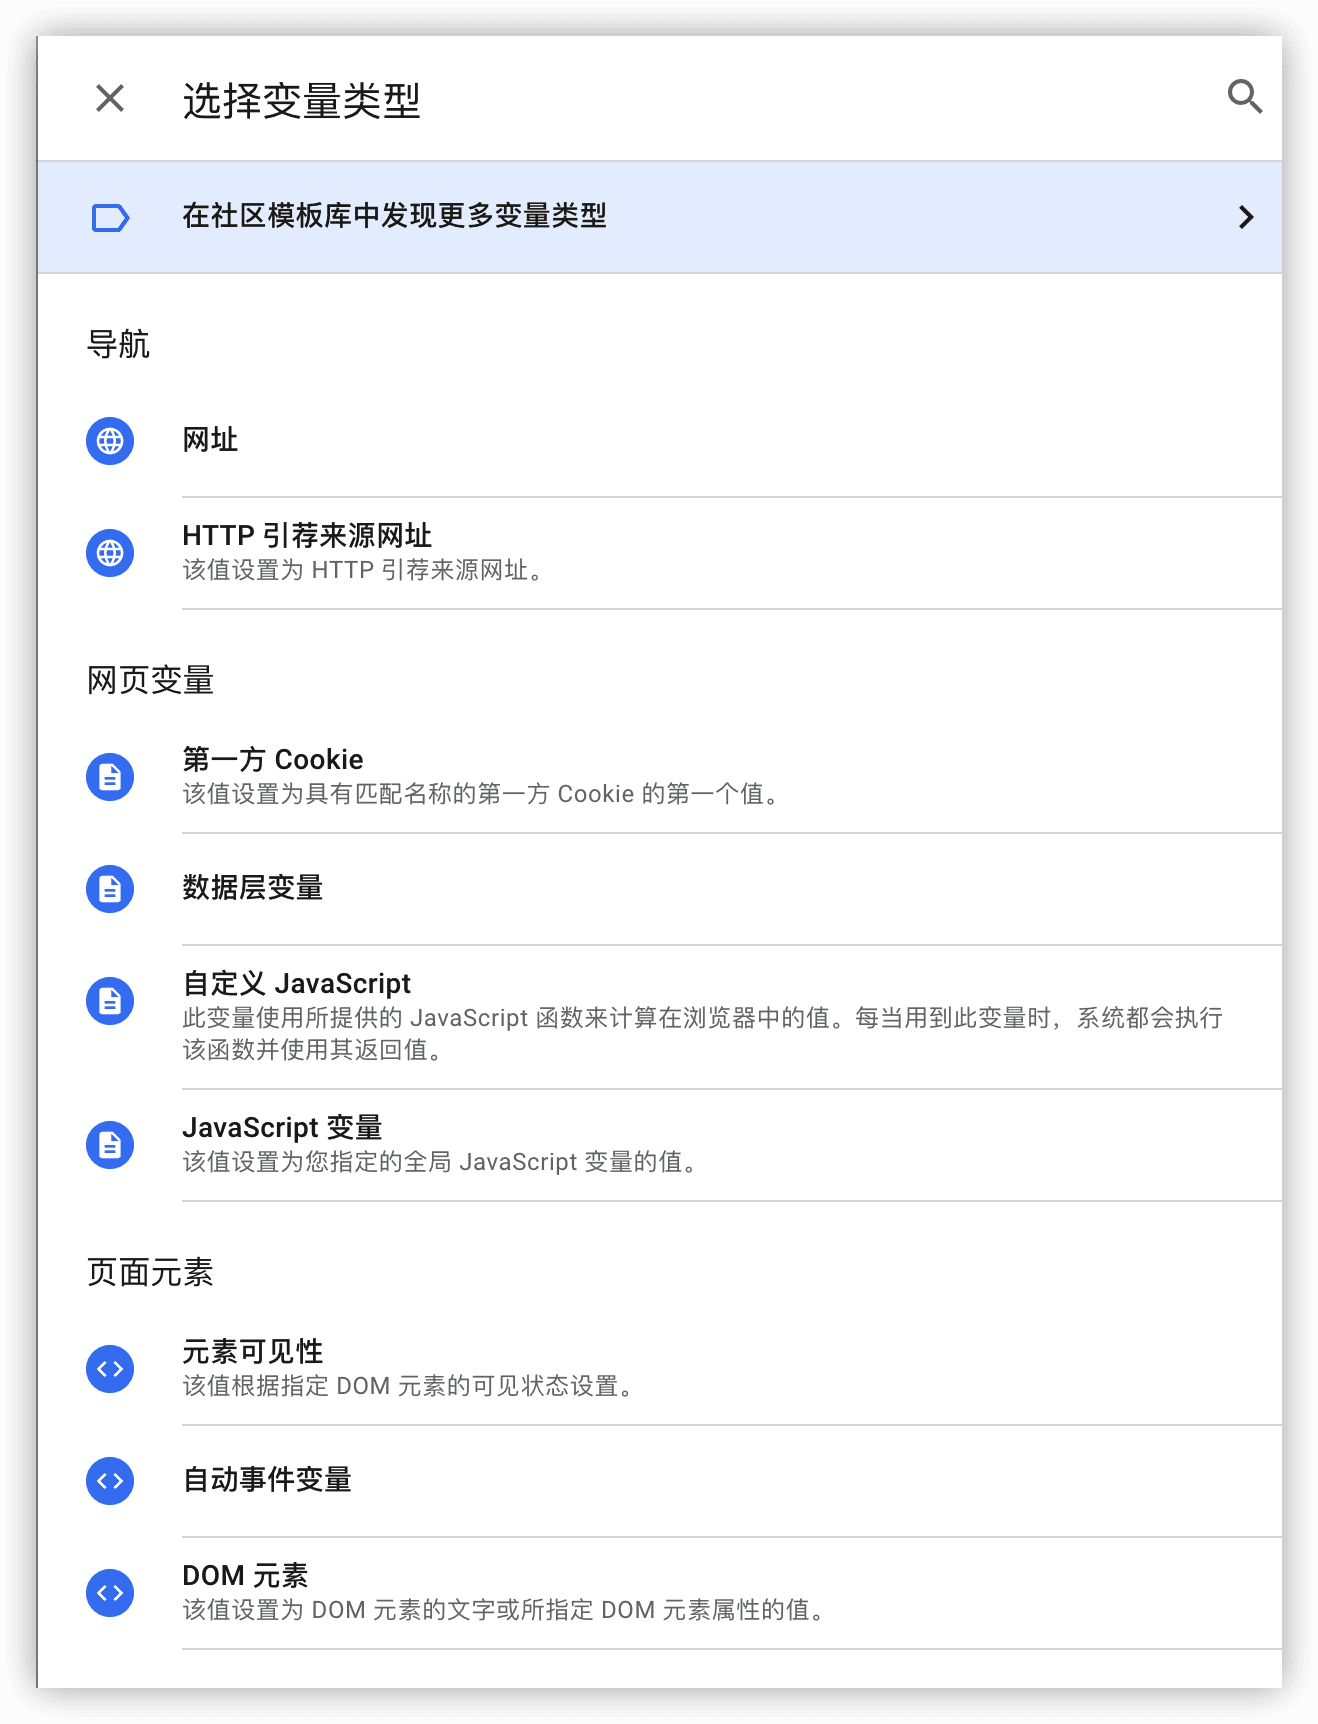 选择变量类型
在社区模板库中发现更多变量类型
导航
网址
HTTP 引荐来源网址
该值设置为 HTTP 引荐来源网址。
网页变量
第一方 Cookie
该值设置为具有匹配名称的第一方 Cookie 的第一个值。
数据层变量
自定义 JavaScript
此变量使用所提供的 JavaScript 函数来计算在浏览器中的值。每当用到此变量时，系统都会执行
该函数并使用其返回值。
JavaScript 变量
该值设置为您指定的全局 JavaScript 变量的值。
页面元素
元素可见性
该值根据指定 DOM 元素的可见状态设置。
自动事件变量
DOM 元素
该值设置为 DOM 元素的文字或所指定 DOM 元素属性的值。